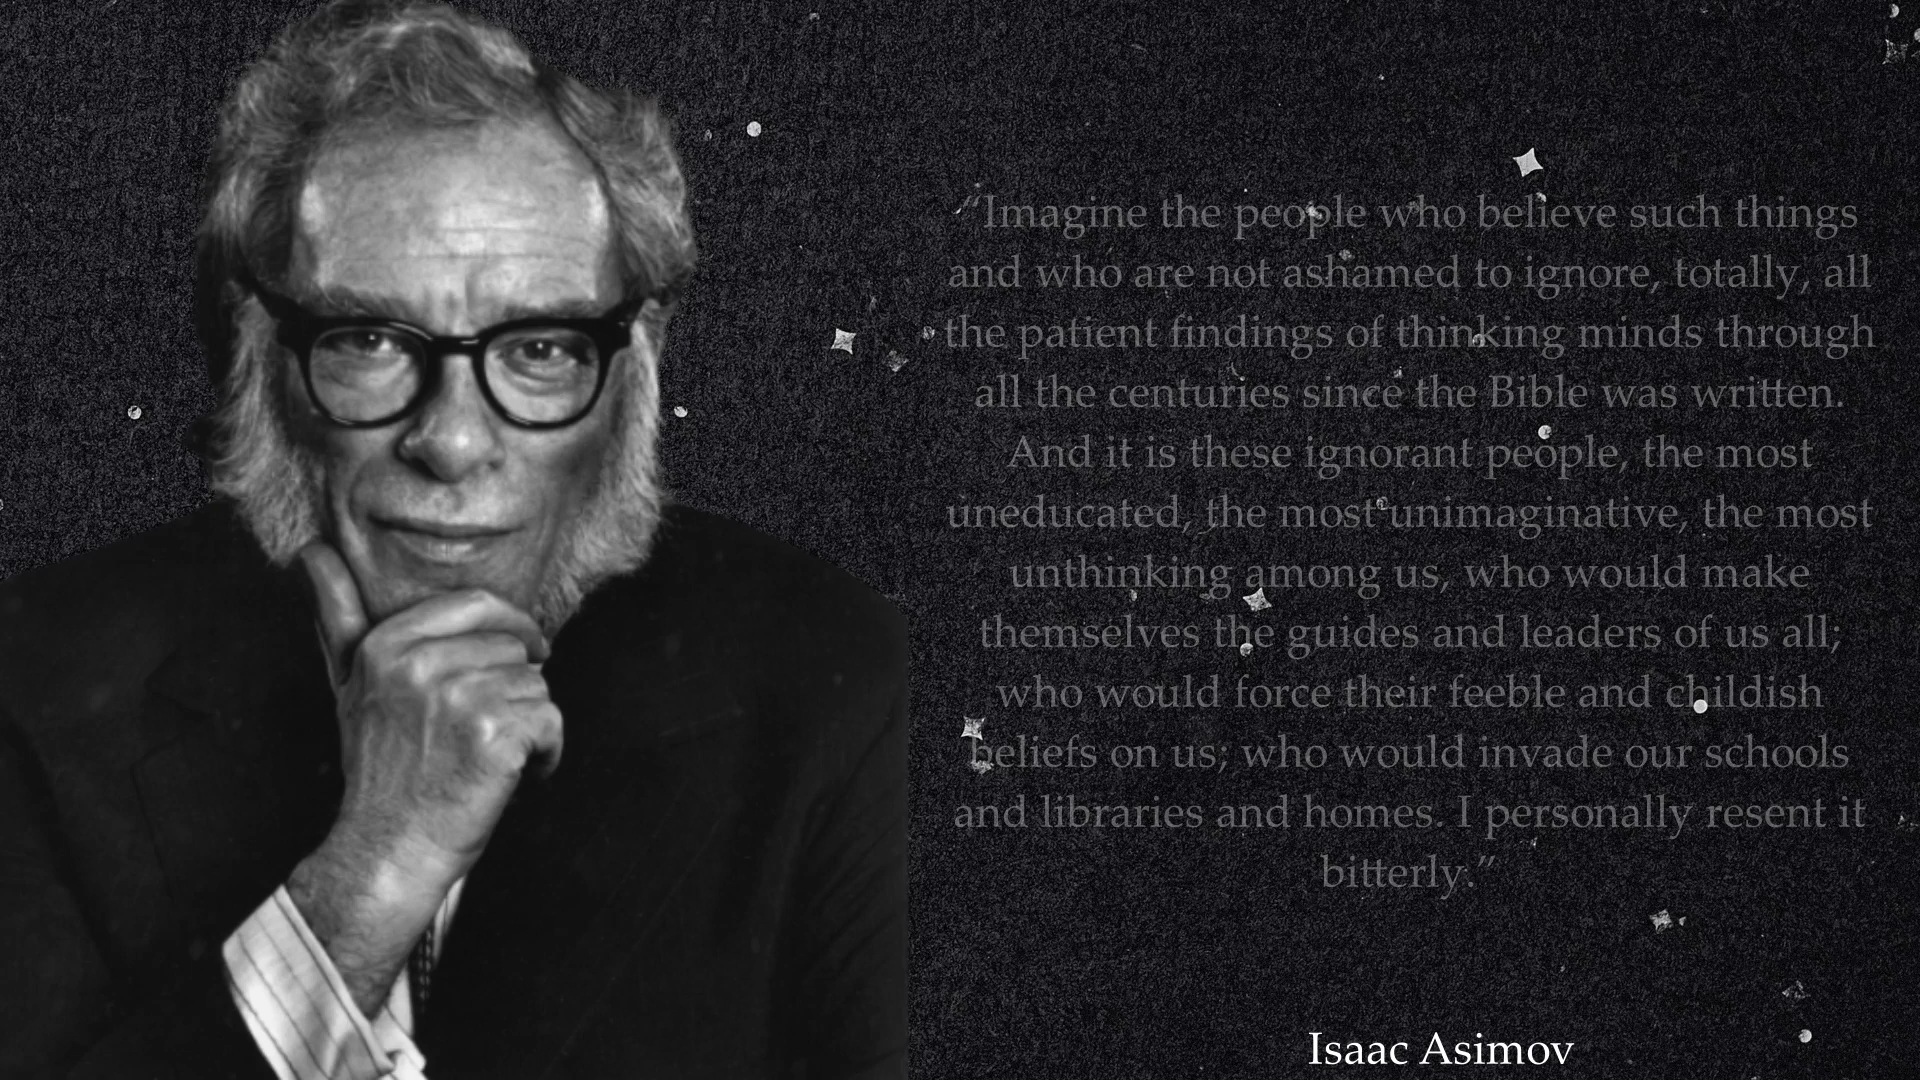 “Imagine the people who believe such things
and who are not ashamed to ignore, totally, all
the patient findings of thinking minds through
all the centuries since the Bible was written.
And it is these ignorant people, the most
uneducated, the most unimaginative, the most
unthinking among us, who would make
themselves the guides and leaders of us all;
who would force their feeble and childish
beliefs on us; who would invade our schools
and libraries and homes. I personally resent it
bitterly.”
Isaac Asimov